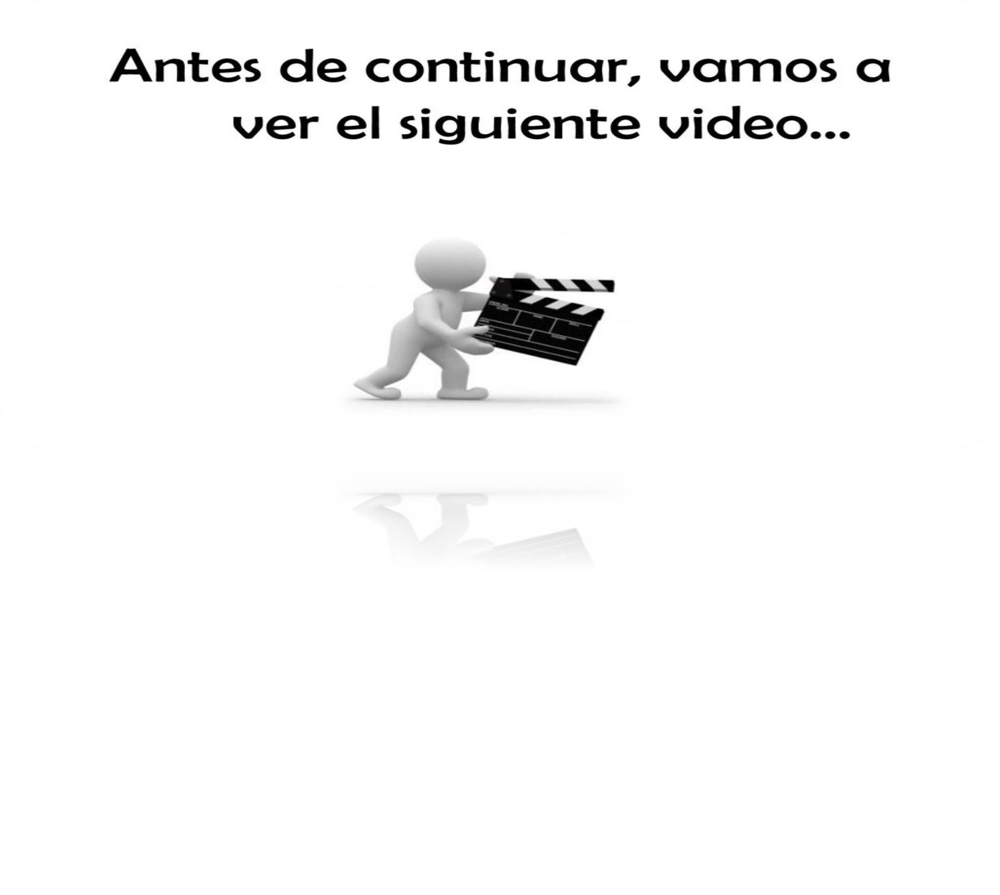 Antes de continuar, vamos a
ver el siguiente video...